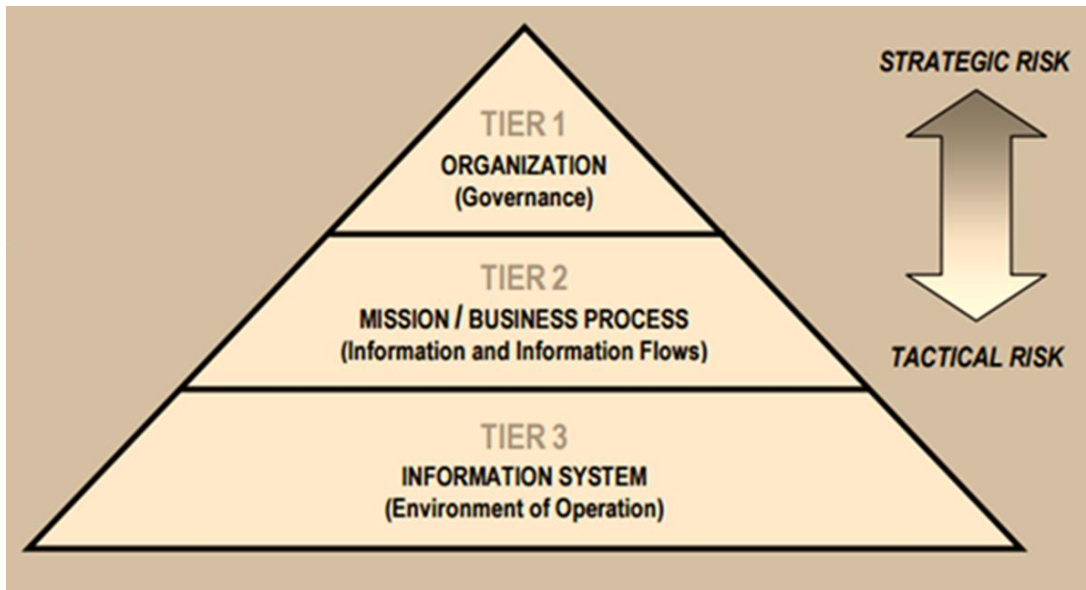 TIER 1
ORGANIZATION
(Governance)
TIER 2
MISSION / BUSINESS PROCESS
(Information and Information Flows)
TIER 3
INFORMATION SYSTEM
(Environment of Operation)
STRATEGIC RISK
TACTICAL RISK